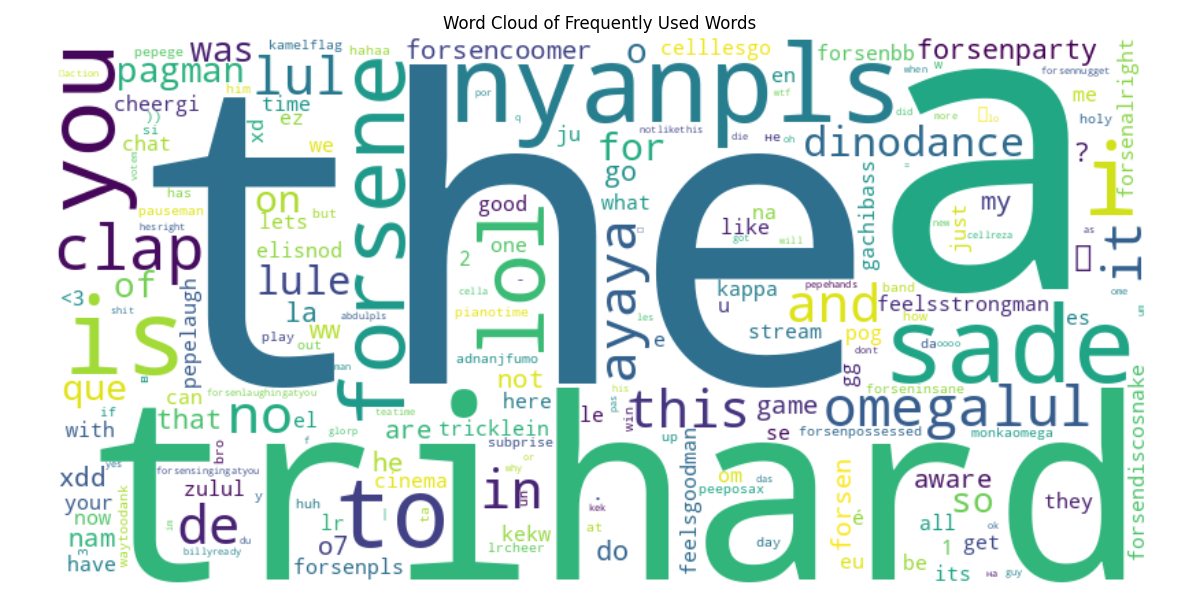 Word Cloud of Frequently Used Words
the
a
trihard
nyanpls
you
forsene
lol
is
sade
clap
lul
lule
omegalul
dinodance
this
and
to
in
de
no
i
it
ayaya
for
pagman
was
forsencoomer
o
celllesgo
forsenbb
forsenparty
pepege
kamelflag
hahaa
action
him
cheergi
time
ez
xd
))
si
chat
we
voten
has
pauseman
hesright
on
lets
but
elisnod
of
<3
shit
pepelaugh
la
ww
abdulpls
play
out
man
que
can
forsenlaughingatyou
that
el
if
with
teatime
are
tricklein
f
glorp
yes
bro
forsensingingatyou
xdd
zulul
y
your
now
nam
m
have
waytoodank
im
billyready
du
huh
lr
o7
forsenpls
he
cinema
l
ta
subprise
or
why
un
kekw
lrcheer
kek
.
at
do
por
q
en
wtf
ju
notlikethis
die
не
oh
go
what
good
one
2
-
cella
pianotime
adnanjfumo
not
here
le
his
pas
win
up
les
e
na
like
got
will
kappa
u
pepehands
stream
gachibass
pog
band
feelsstrongman
how
dont
gg
da
oooo
es
forseninsane
game
se
forsenpossessed
monkaomega
feelsgoodman
om
das
peeposax
day
forsen
é
eu
aware
so
all
1
get
ok
be
its
на
guy
they
forsendiscosnake
when
w
did
more
lo
=
new
just
my
cellreza
me
holy
?
as
ome
forsennugget
forsenalright